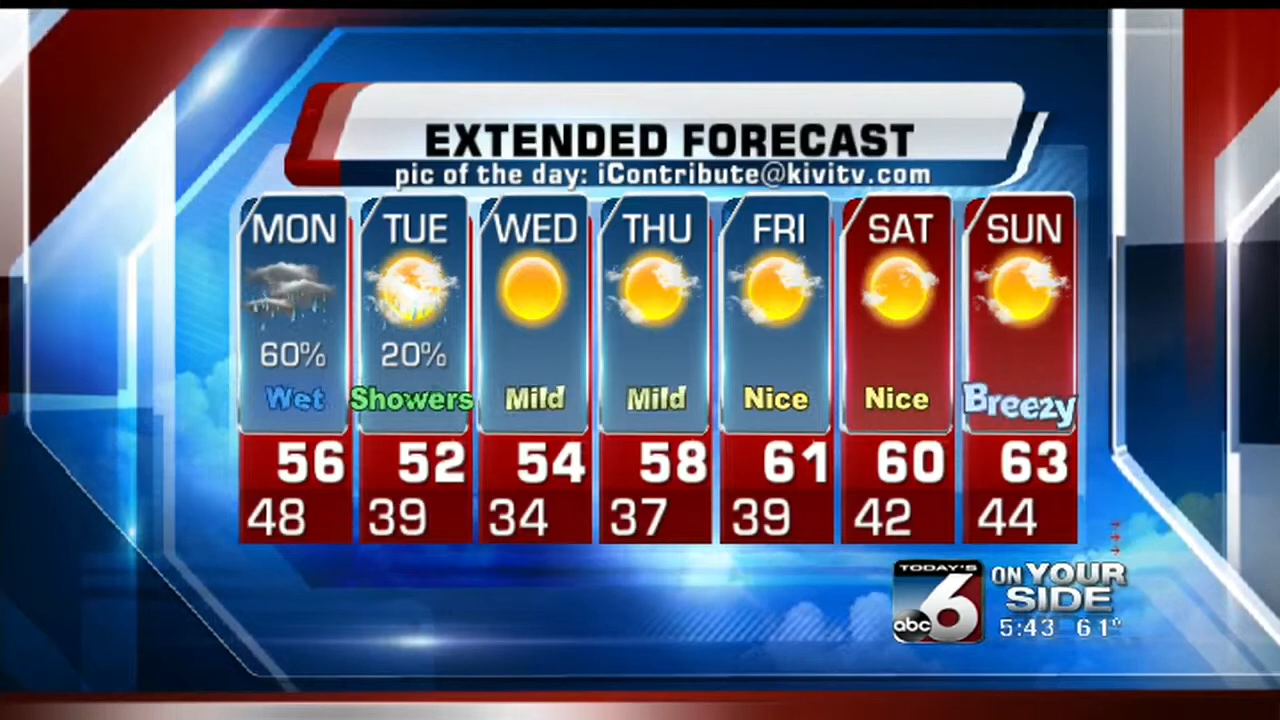 EXTENDED FORECAST
pic of the day: iContribute@kivitv.com
MON TUE WED THU FRI SAT SUN
60% 20%
Wet Showers Mild Mild Nice Nice Breezy
56 52 54 58 61 60 63
48 39 34 37 39 42 44
TODAY'S
abc 6
ON YOUR
SIDE
5:43 61°